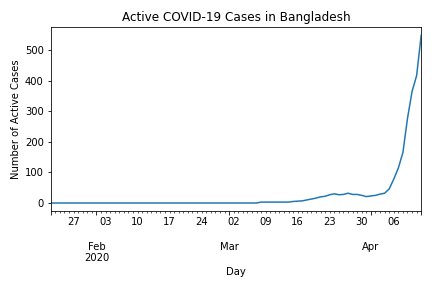 Active COVID-19 Cases in Bangladesh
500
400
300
200
100
0
Number of Active Cases
27 03 10 17 24 02 09 16 23 30 06
Feb Mar Apr
2020
Day